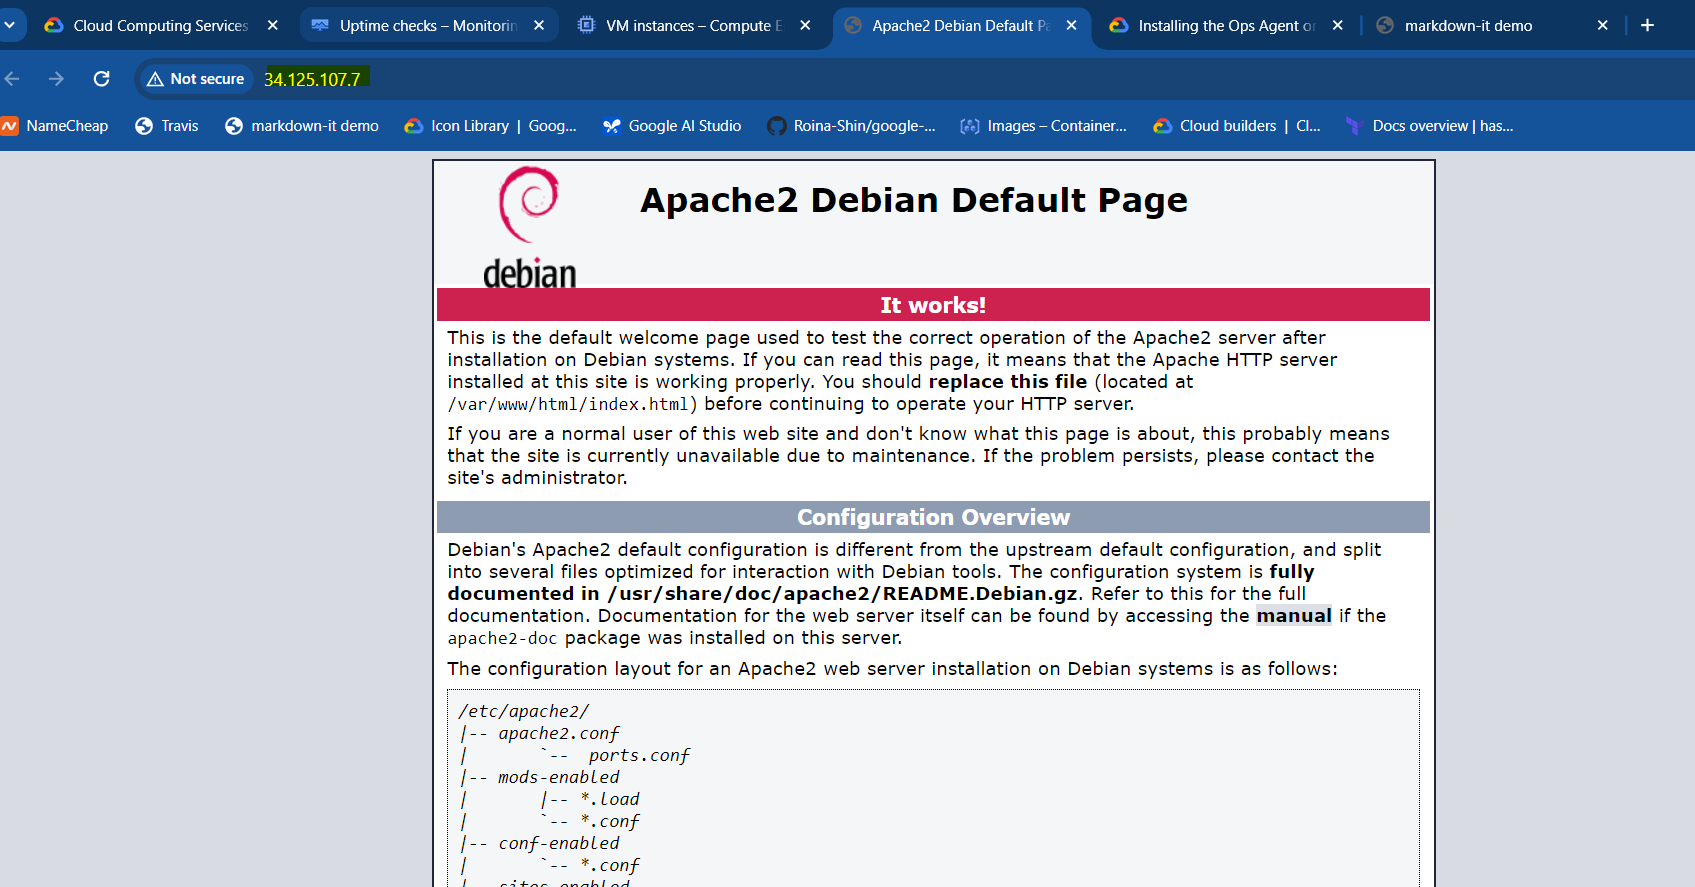 Cloud Computing Services
Uptime checks – Monitorin
VM instances – Compute E
Apache2 Debian Default Pa
Installing the Ops Agent or
markdown-it demo
Not secure
34.125.107.7
NameCheap
Travis
markdown-it demo
Icon Library | Goog...
Google AI Studio
Roina-Shin/google-...
Images – Container...
Cloud builders | Cl...
Docs overview | has...
debian
Apache2 Debian Default Page
It works!
This is the default welcome page used to test the correct operation of the Apache2 server after
installation on Debian systems. If you can read this page, it means that the Apache HTTP server
installed at this site is working properly. You should replace this file (located at
/var/www/html/index.html) before continuing to operate your HTTP server.
If you are a normal user of this web site and don't know what this page is about, this probably means
that the site is currently unavailable due to maintenance. If the problem persists, please contact the
site's administrator.
Configuration Overview
Debian's Apache2 default configuration is different from the upstream default configuration, and split
into several files optimized for interaction with Debian tools. The configuration system is fully
documented in /usr/share/doc/apache2/README.Debian.gz. Refer to this for the full
documentation. Documentation for the web server itself can be found by accessing the manual if the
apache2-doc package was installed on this server.
The configuration layout for an Apache2 web server installation on Debian systems is as follows:
/etc/apache2/
|-- apache2.conf
|       `--  ports.conf
|-- mods-enabled
|       |-- *.load
|       `-- *.conf
|-- conf-enabled
|       `-- *.conf
|-- sites-enabled